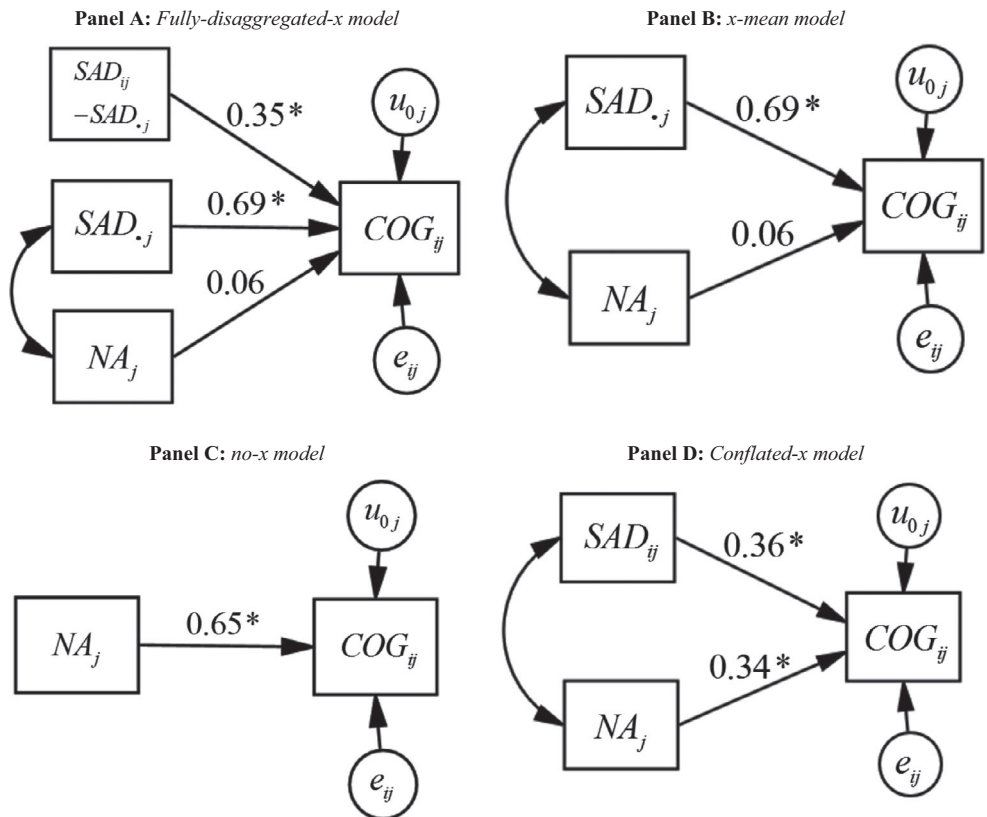 Panel A: Fully-disaggregated-x model
SAD_ij
−SAD_•j
0.35*
u_0j
SAD_•j
0.69*
COG_ij
0.06
NA_j
e_ij
Panel B: x-mean model
u_0j
SAD_•j
0.69*
COG_ij
0.06
NA_j
e_ij
Panel C: no-x model
u_0j
NA_j
0.65*
COG_ij
e_ij
Panel D: Conflated-x model
u_0j
SAD_ij
0.36*
COG_ij
0.34*
NA_j
e_ij